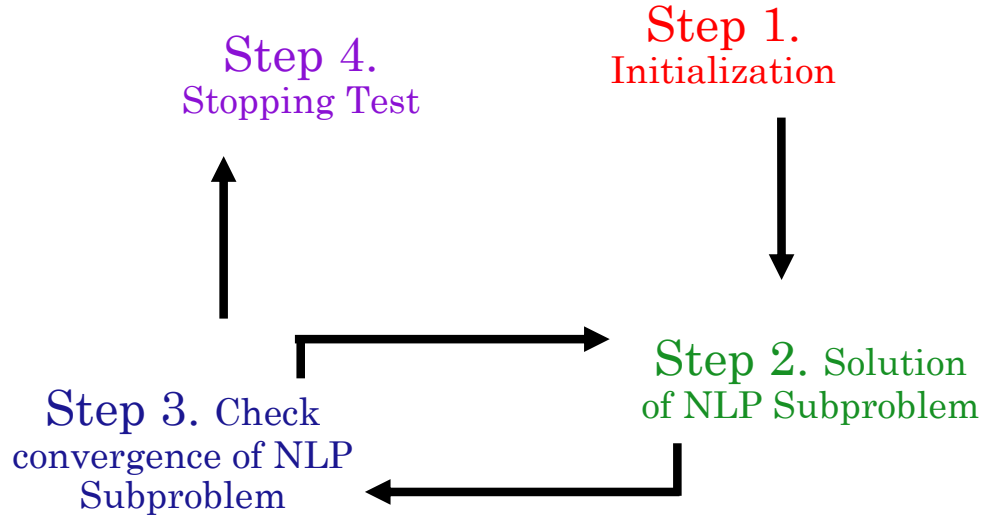 Step 1.
Initialization
Step 2. Solution
of NLP Subproblem
Step 3. Check
convergence of NLP
Subproblem
Step 4.
Stopping Test